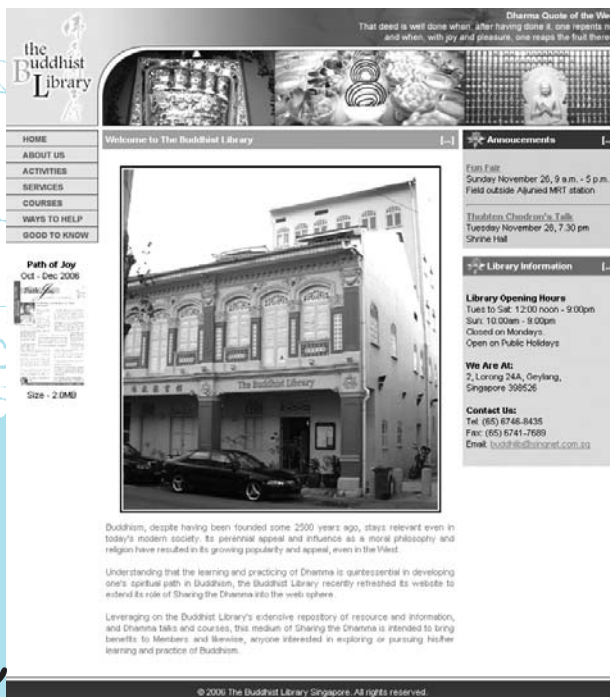 the
Buddhist
Library
Dharma Quote of the We
That deed is well done when, after having done it, one repents n
and when, with joy and pleasure, one reaps the fruit there
HOME
ABOUT US
ACTIVITIES
SERVICES
COURSES
WAYS TO HELP
GOOD TO KNOW
Path of Joy
Oct - Dec 2006
Size - 2.0MB
Welcome to The Buddhist Library [...]
The Buddhist Library
Buddhism, despite having been founded some 2500 years ago, stays relevant even in
today's modern society. Its perennial appeal and influence as a moral philosophy and
religion have resulted in its growing popularity and appeal, even in the West.
Understanding that the learning and practicing of Dhamma is quintessential in developing
one's spiritual path in Buddhism, the Buddhist Library recently refreshed its website to
extend its role of Sharing the Dhamma into the web sphere.
Leveraging on the Buddhist Library's extensive repository of resource and information,
and Dhamma talks and courses, this medium of Sharing the Dhamma is intended to bring
benefits to Members and likewise, anyone interested in exploring or pursuing his/her
learning and practice of Buddhism.
Annoucements [..
Fun Fair
Sunday November 26, 9 a.m. - 5 p.m.
Field outside Aljunied MRT station
Thubten Chodron's Talk
Tuesday November 26, 7.30 pm
Shrine Hall
Library Information [..
Library Opening Hours
Tues to Sat: 12:00 noon - 9:00pm
Sun: 10:00am - 9:00pm
Closed on Mondays.
Open on Public Holidays
We Are At:
2, Lorong 24A, Geylang,
Singapore 398526
Contact Us:
Tel: (65) 6746-8435
Fax: (65) 6741-7689
Email: buddhlib@singnet.com.sg
© 2006 The Buddhist Library Singapore. All rights reserved.